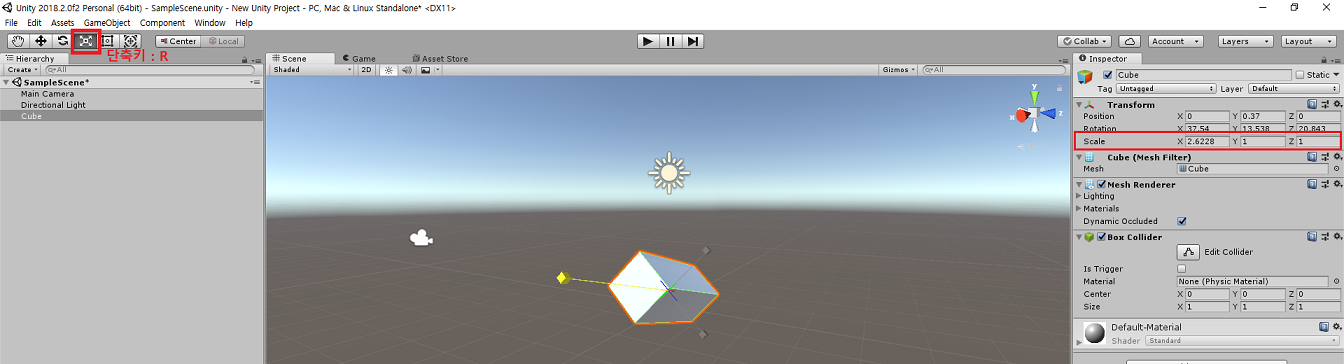 Unity 2018.2.0f2 Personal (64bit) - SampleScene.unity - New Unity Project - PC, Mac & Linux Standalone* <DX11>
File Edit Assets GameObject Component Window Help
Center Local Collab Account Layers Layout
단축키 : R
Hierarchy Scene Game Asset Store Inspector
Create All Shaded 2D Gizmos All Cube Static
SampleScene* Tag Untagged Layer Default
Main Camera
Directional Light
Cube
Transform
Position X 0 Y 0.37 Z 0
Rotation X 37.54 Y 13.538 Z 20.843
Scale X 2.6228 Y 1 Z 1
Cube (Mesh Filter)
Mesh Cube
Mesh Renderer
Lighting
Materials
Dynamic Occluded
Box Collider
Edit Collider
Is Trigger
Material None (Physic Material)
Center X 0 Y 0 Z 0
Size X 1 Y 1 Z 1
Default-Material
Shader Standard
y
x
z